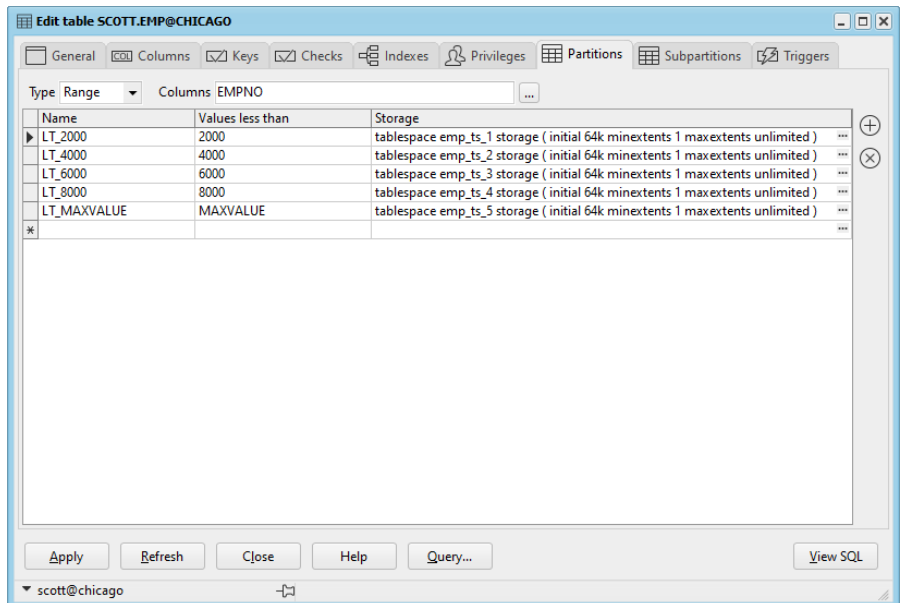 Edit table SCOTT.EMP@CHICAGO
General COL Columns Keys Checks Indexes Privileges Partitions Subpartitions Triggers
Type Range Columns EMPNO ...
Name Values less than Storage
LT_2000 2000 tablespace emp_ts_1 storage ( initial 64k minextents 1 maxextents unlimited ) ...
LT_4000 4000 tablespace emp_ts_2 storage ( initial 64k minextents 1 maxextents unlimited ) ...
LT_6000 6000 tablespace emp_ts_3 storage ( initial 64k minextents 1 maxextents unlimited ) ...
LT_8000 8000 tablespace emp_ts_4 storage ( initial 64k minextents 1 maxextents unlimited ) ...
LT_MAXVALUE MAXVALUE tablespace emp_ts_5 storage ( initial 64k minextents 1 maxextents unlimited ) ...
* ...
Apply Refresh Close Help Query... View SQL
scott@chicago